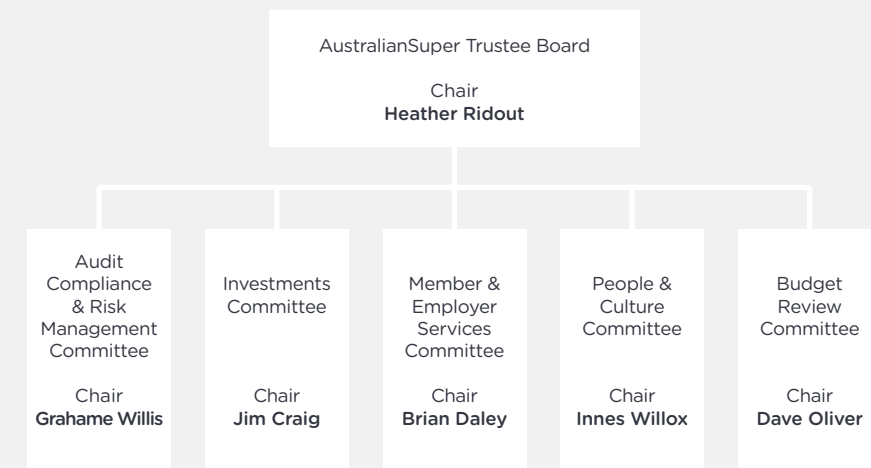 AustralianSuper Trustee Board
Chair
Heather Ridout
Audit
Compliance
& Risk
Management
Committee
Chair
Grahame Willis
Investments
Committee
Chair
Jim Craig
Member &
Employer
Services
Committee
Chair
Brian Daley
People &
Culture
Committee
Chair
Innes Willox
Budget
Review
Committee
Chair
Dave Oliver